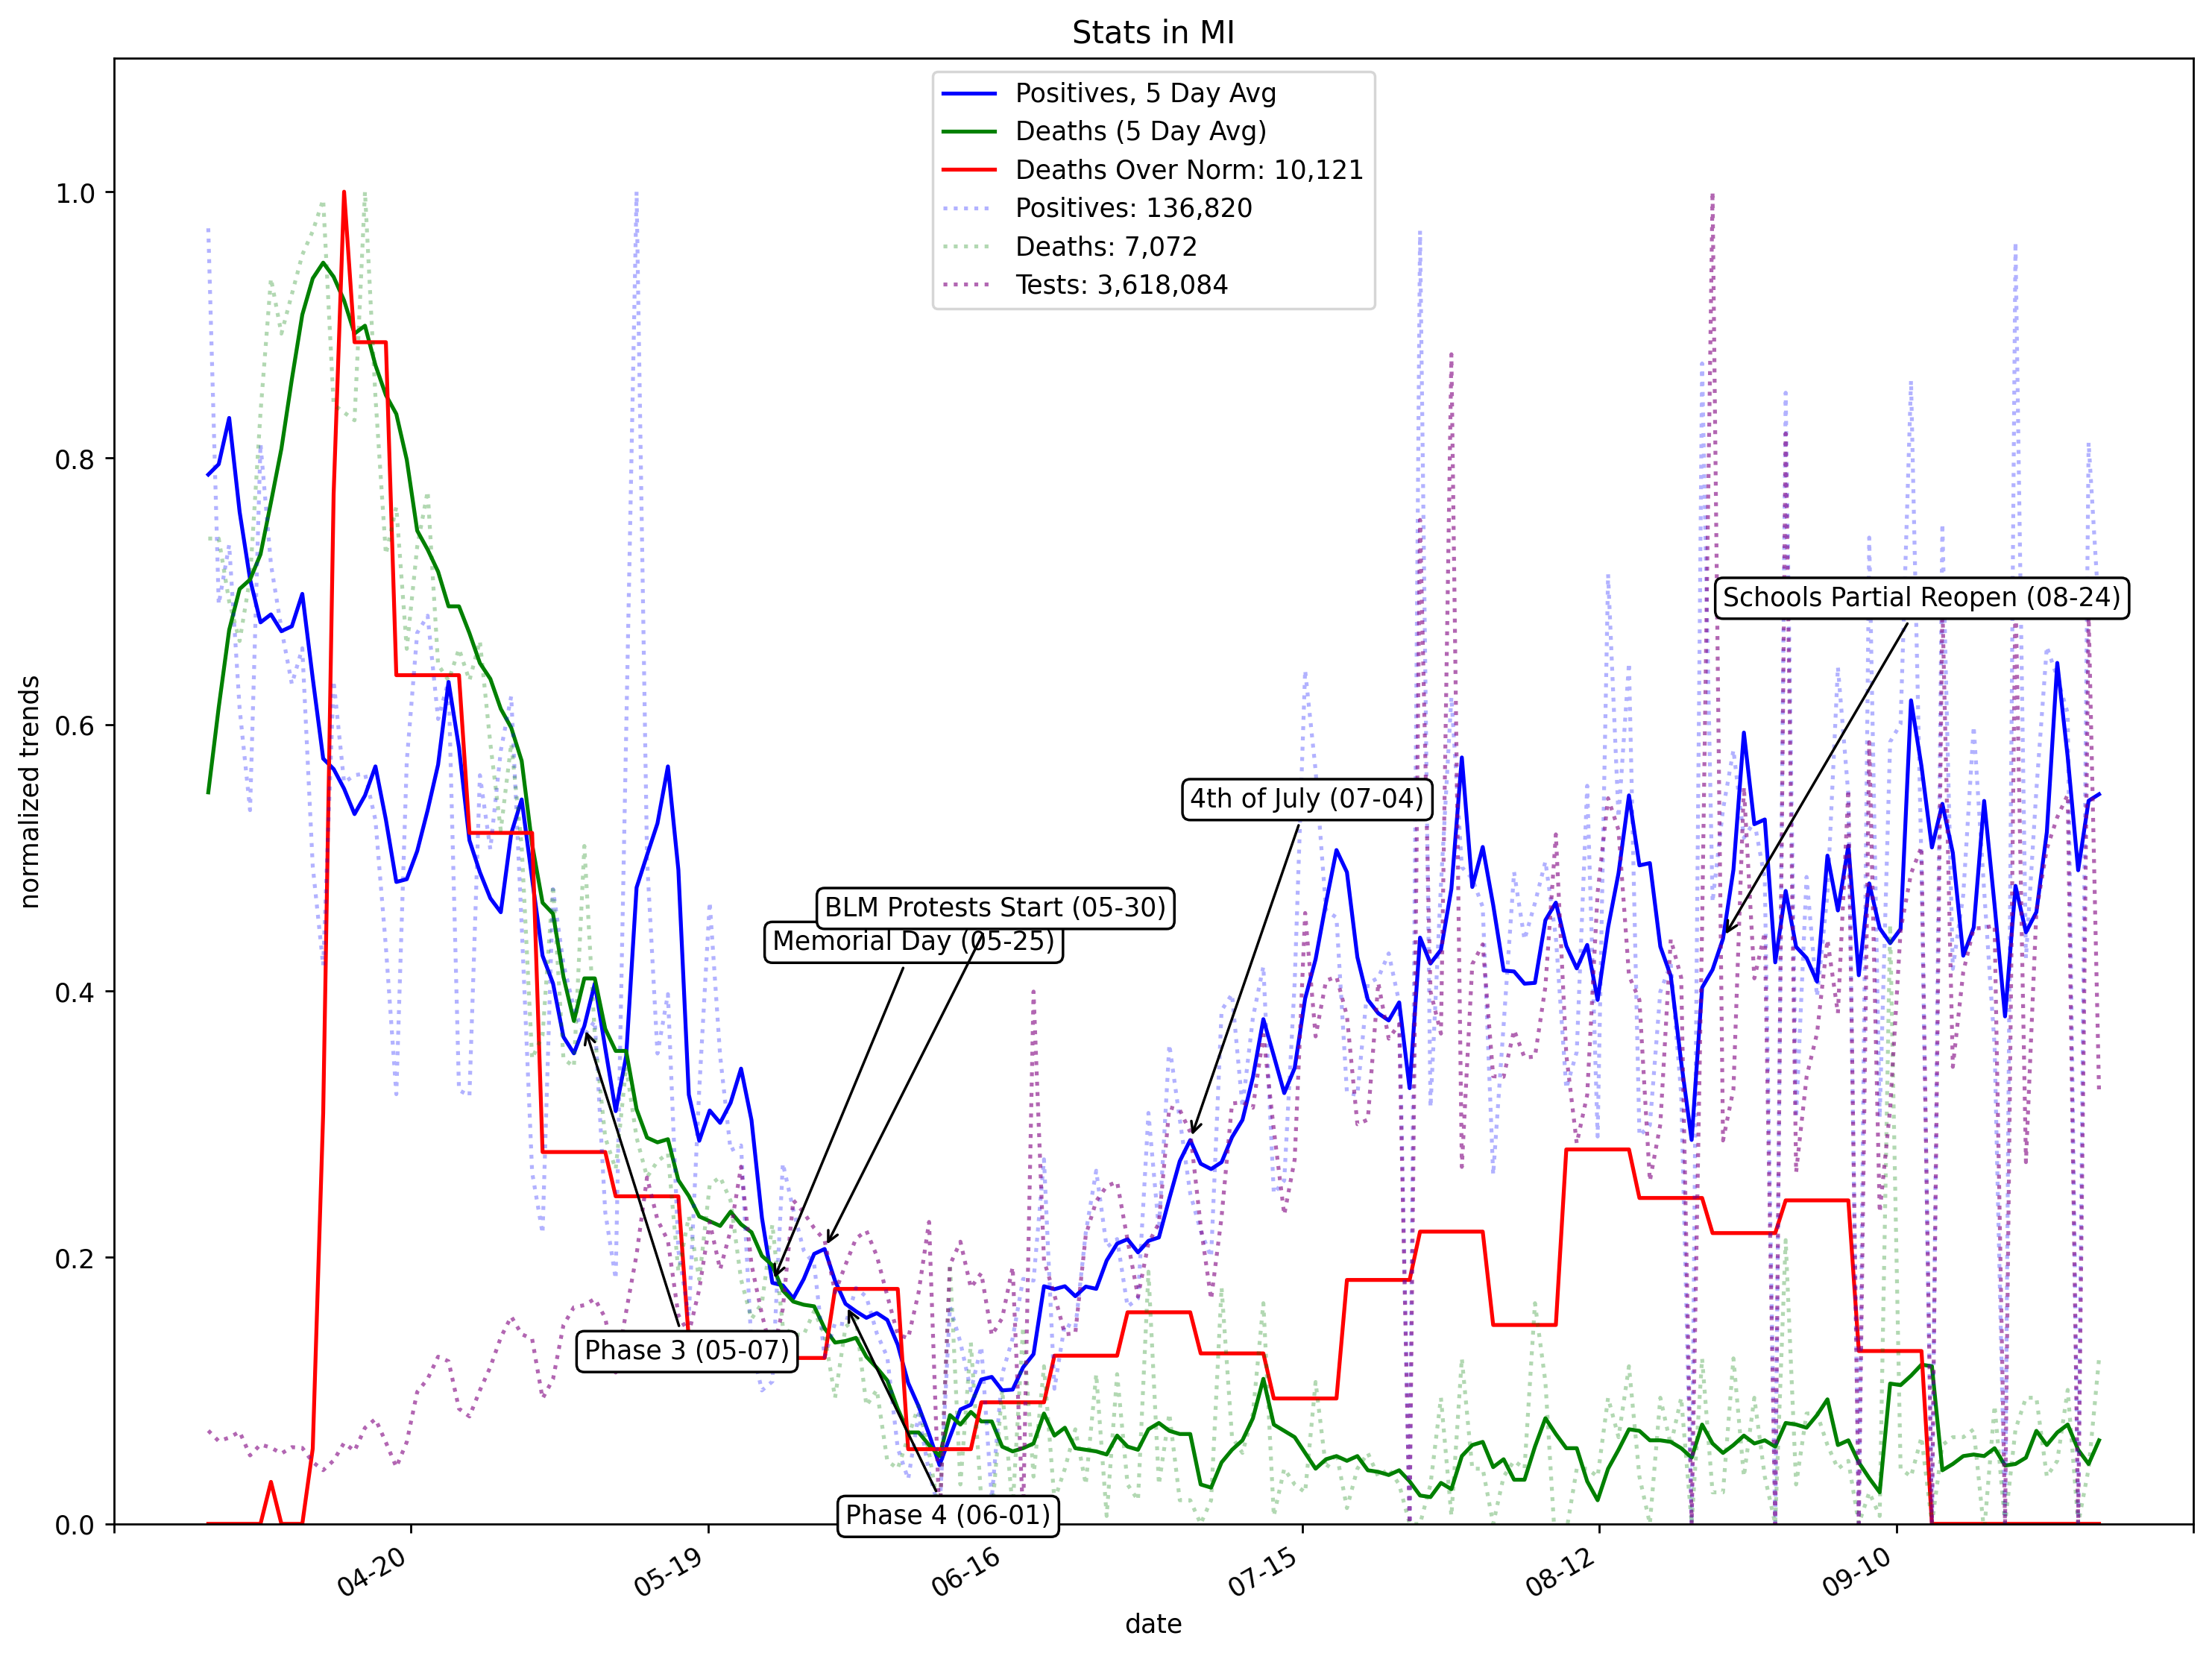 Stats in MI
Positives, 5 Day Avg
Deaths (5 Day Avg)
Deaths Over Norm: 10,121
Positives: 136,820
Deaths: 7,072
Tests: 3,618,084
normalized trends
1.0
0.8
0.6
0.4
0.2
0.0
Schools Partial Reopen (08-24)
4th of July (07-04)
BLM Protests Start (05-30)
Memorial Day (05-25)
Phase 3 (05-07)
Phase 4 (06-01)
04-20
05-19
06-16
07-15
08-12
09-10
date